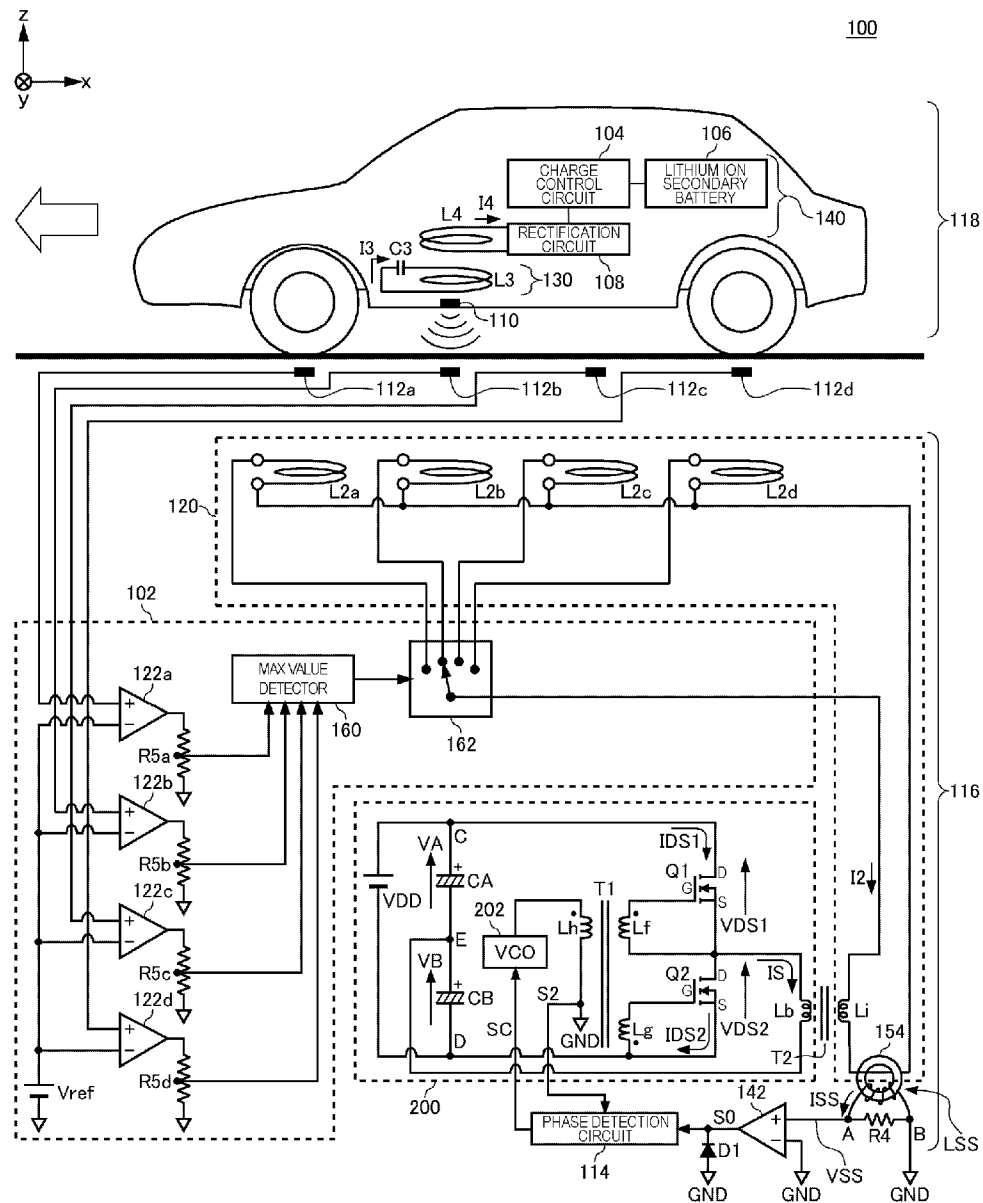 z
100
x
y
104
106
CHARGE
CONTROL
CIRCUIT
LITHIUM ION
SECONDARY
BATTERY
140
118
I4
L4
RECTIFICATION
CIRCUIT
I3
C3
108
L3
130
110
112a
112b
112c
112d
L2a
L2b
L2c
L2d
120
102
122a
+
−
MAX VALUE
DETECTOR
160
162
R5a
122b
+
−
R5b
116
122c
+
−
R5c
122d
+
−
R5d
Vref
C
VA
+
CA
VDD
IDS1
Q1
D
G
S
T1
202
Lh
Lf
VDS1
I2
VCO
E
VB
+
CB
IS
Q2
D
G
S
S2
Lb
Li
SC
GND
Lg
IDS2
VDS2
154
D
T2
200
142
ISS
S0
+
−
A
R4
B
PHASE DETECTION
CIRCUIT
D1
LSS
VSS
114
GND
GND
GND